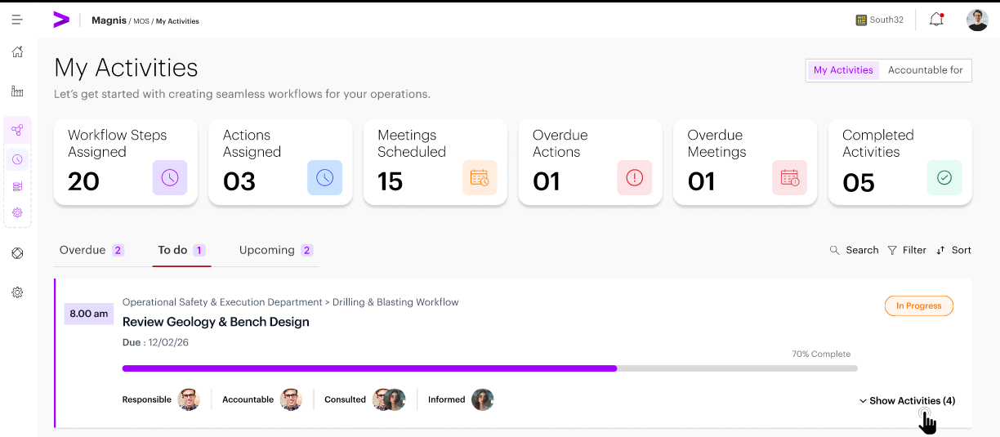 Magnis / MOS / My Activities
South32
My Activities
Let's get started with creating seamless workflows for your operations.
My Activities
Accountable for
Workflow Steps
Assigned
20
Actions
Assigned
03
Meetings
Scheduled
15
Overdue
Actions
01
Overdue
Meetings
01
Completed
Activities
05
Overdue 2
To do 1
Upcoming 2
Search
Filter
Sort
8.00 am
Operational Safety & Execution Department > Drilling & Blasting Workflow
Review Geology & Bench Design
Due : 12/02/26
In Progress
70% Complete
Responsible
Accountable
Consulted
Informed
Show Activities (4)